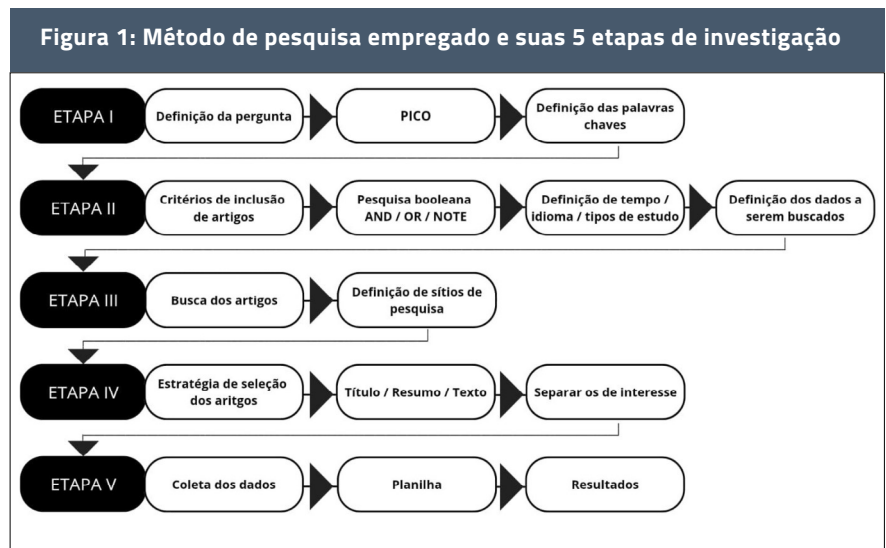 Figura 1: Método de pesquisa empregado e suas 5 etapas de investigação
ETAPA I
Definição da pergunta
PICO
Definição das palavras
chaves
ETAPA II
Critérios de inclusão
de artigos
Pesquisa booleana
AND / OR / NOTE
Definição de tempo /
idioma / tipos de estudo
Definição dos dados a
serem buscados
ETAPA III
Busca dos artigos
Definição de sítios de
pesquisa
ETAPA IV
Estratégia de seleção
dos aritgos
Título / Resumo / Texto
Separar os de interesse
ETAPA V
Coleta dos dados
Planilha
Resultados